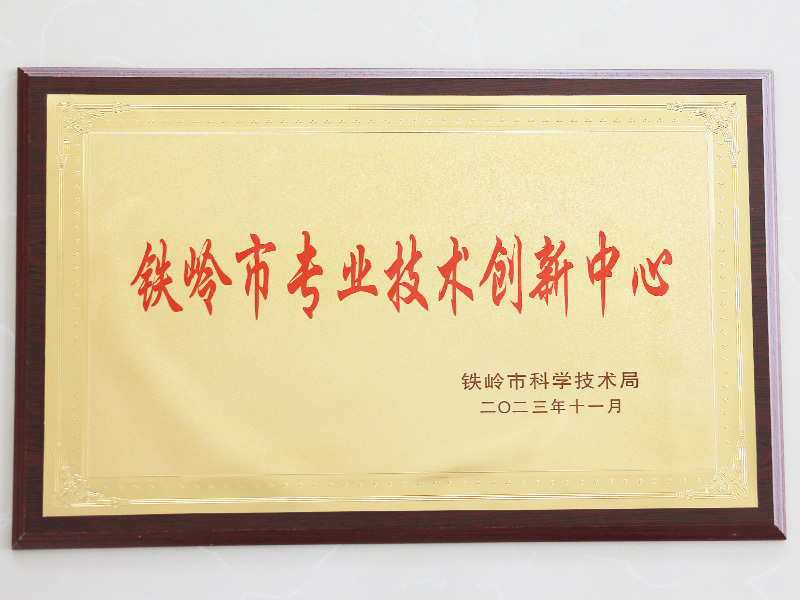 铁岭市专业技术创新中心
铁岭市科学技术局
二〇二三年十一月